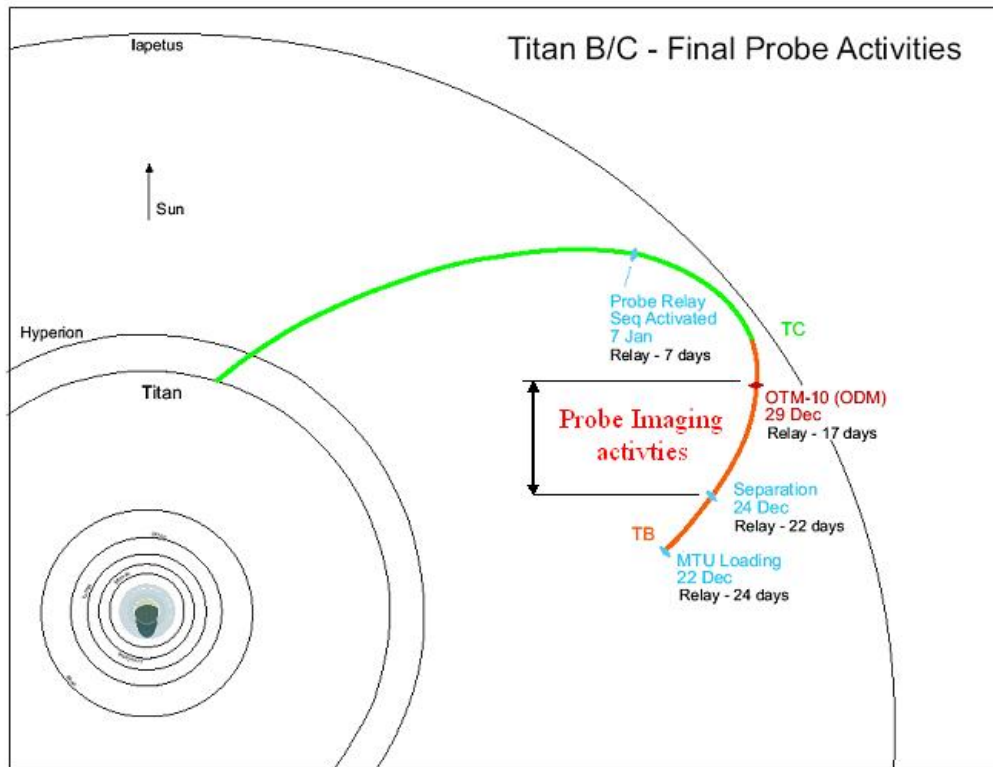 Titan B/C - Final Probe Activities
Iapetus
Sun
Hyperion
Titan
Probe Relay
Seq Activated
7 Jan
Relay - 7 days
TC
OTM-10 (ODM)
29 Dec
Relay - 17 days
Probe Imaging
activties
Separation
24 Dec
Relay - 22 days
TB
MTU Loading
22 Dec
Relay - 24 days